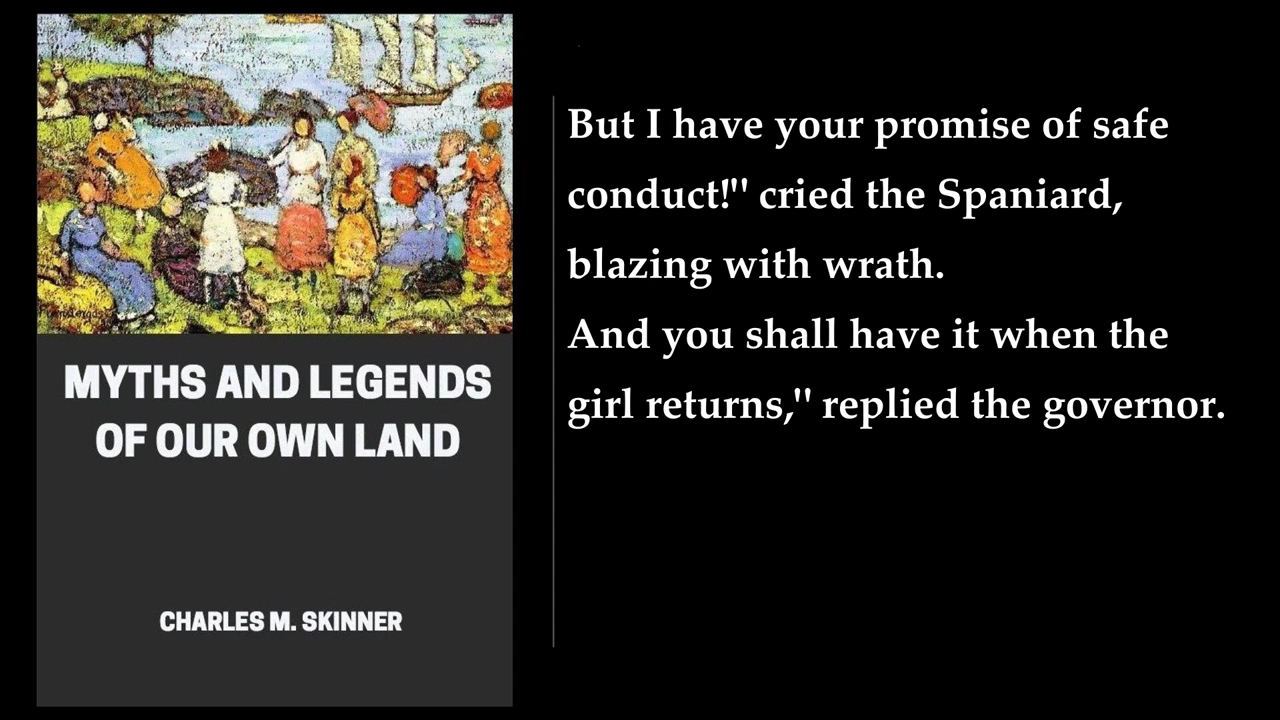 MYTHS AND LEGENDS
OF OUR OWN LAND
CHARLES M. SKINNER
But I have your promise of safe
conduct!'" cried the Spaniard,
blazing with wrath.
And you shall have it when the
girl returns," replied the governor.